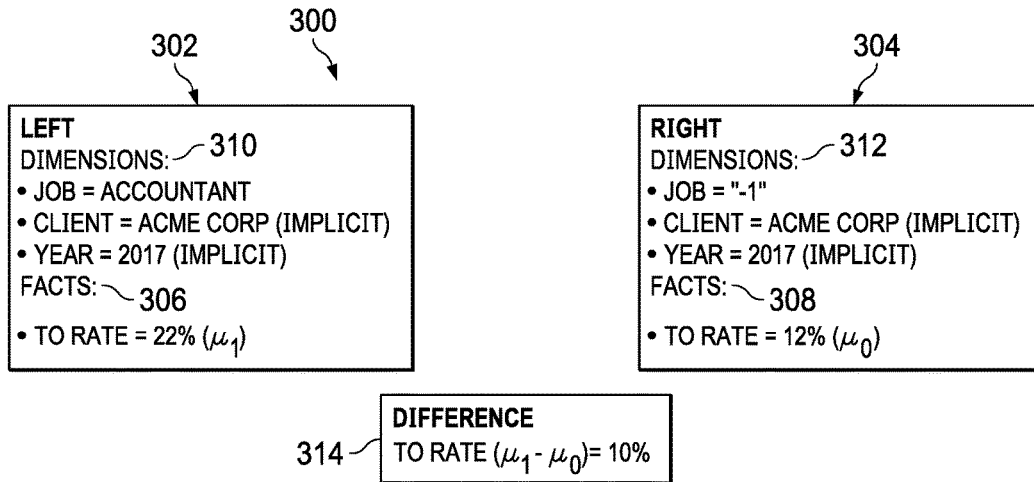 300
302
304
LEFT
DIMENSIONS: 310
• JOB = ACCOUNTANT
• CLIENT = ACME CORP (IMPLICIT)
• YEAR = 2017 (IMPLICIT)
FACTS: 306
• TO RATE = 22% (μ₁)
RIGHT
DIMENSIONS: 312
• JOB = "-1"
• CLIENT = ACME CORP (IMPLICIT)
• YEAR = 2017 (IMPLICIT)
FACTS: 308
• TO RATE = 12% (μ₀)
DIFFERENCE
314 TO RATE (μ₁ - μ₀)= 10%